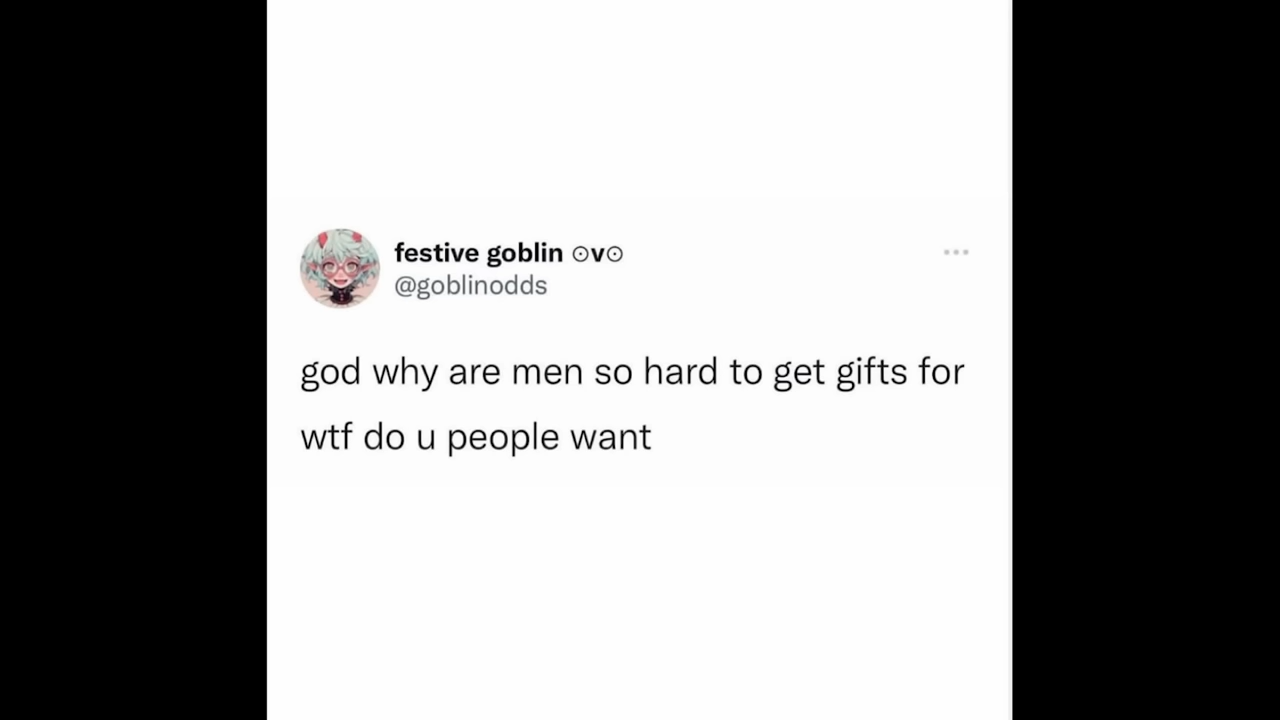 festive goblin ⊙v⊙
@goblinodds
god why are men so hard to get gifts for
wtf do u people want